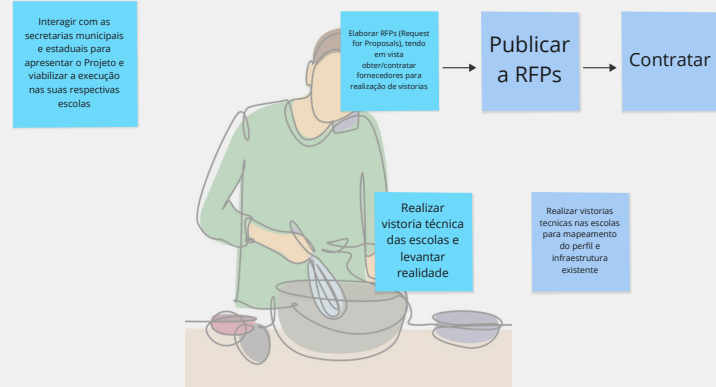 Interagir com as
secretarias municipais
e estaduais para
apresentar o Projeto e
viabilizar a execução
nas suas respectivas
escolas
Elaborar RFPs (Request
for Proposals), tendo
em vista
obter/contratar
fornecedores para
realização de vistorias
Publicar
a RFPs
Contratar
Realizar
vistoria técnica
das escolas e
levantar
realidade
Realizar vistorias
tecnicas nas escolas
para mapeamento
do perfil e
infraestrutura
existente